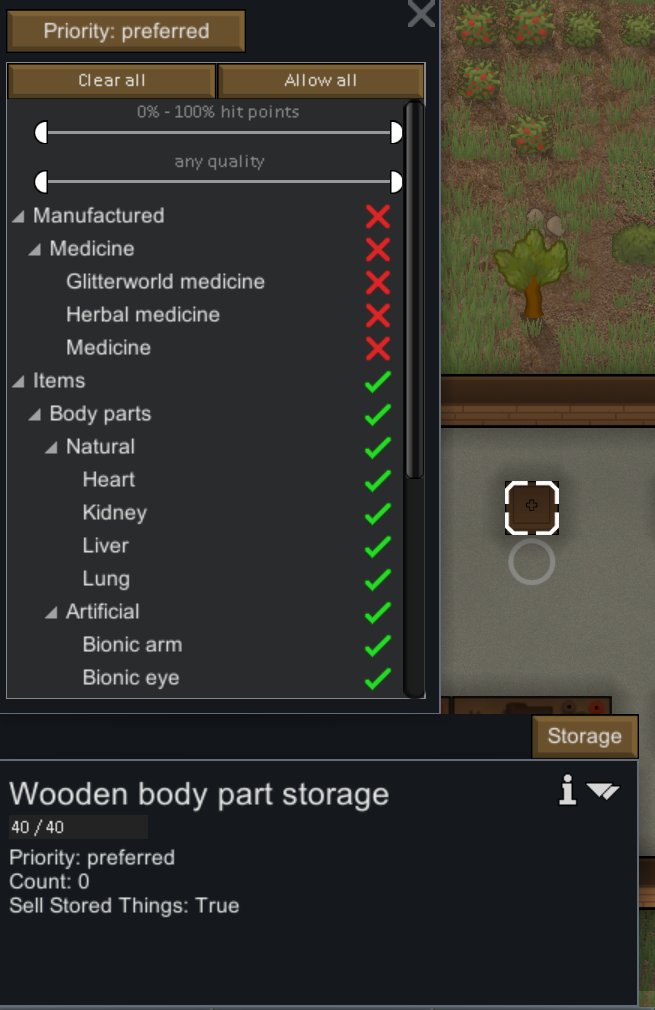 Priority: preferred
Clear all
Allow all
0% - 100% hit points
any quality
Manufactured
Medicine
Glitterworld medicine
Herbal medicine
Medicine
Items
Body parts
Natural
Heart
Kidney
Liver
Lung
Artificial
Bionic arm
Bionic eye
Storage
Wooden body part storage
40 / 40
Priority: preferred
Count: 0
Sell Stored Things: True